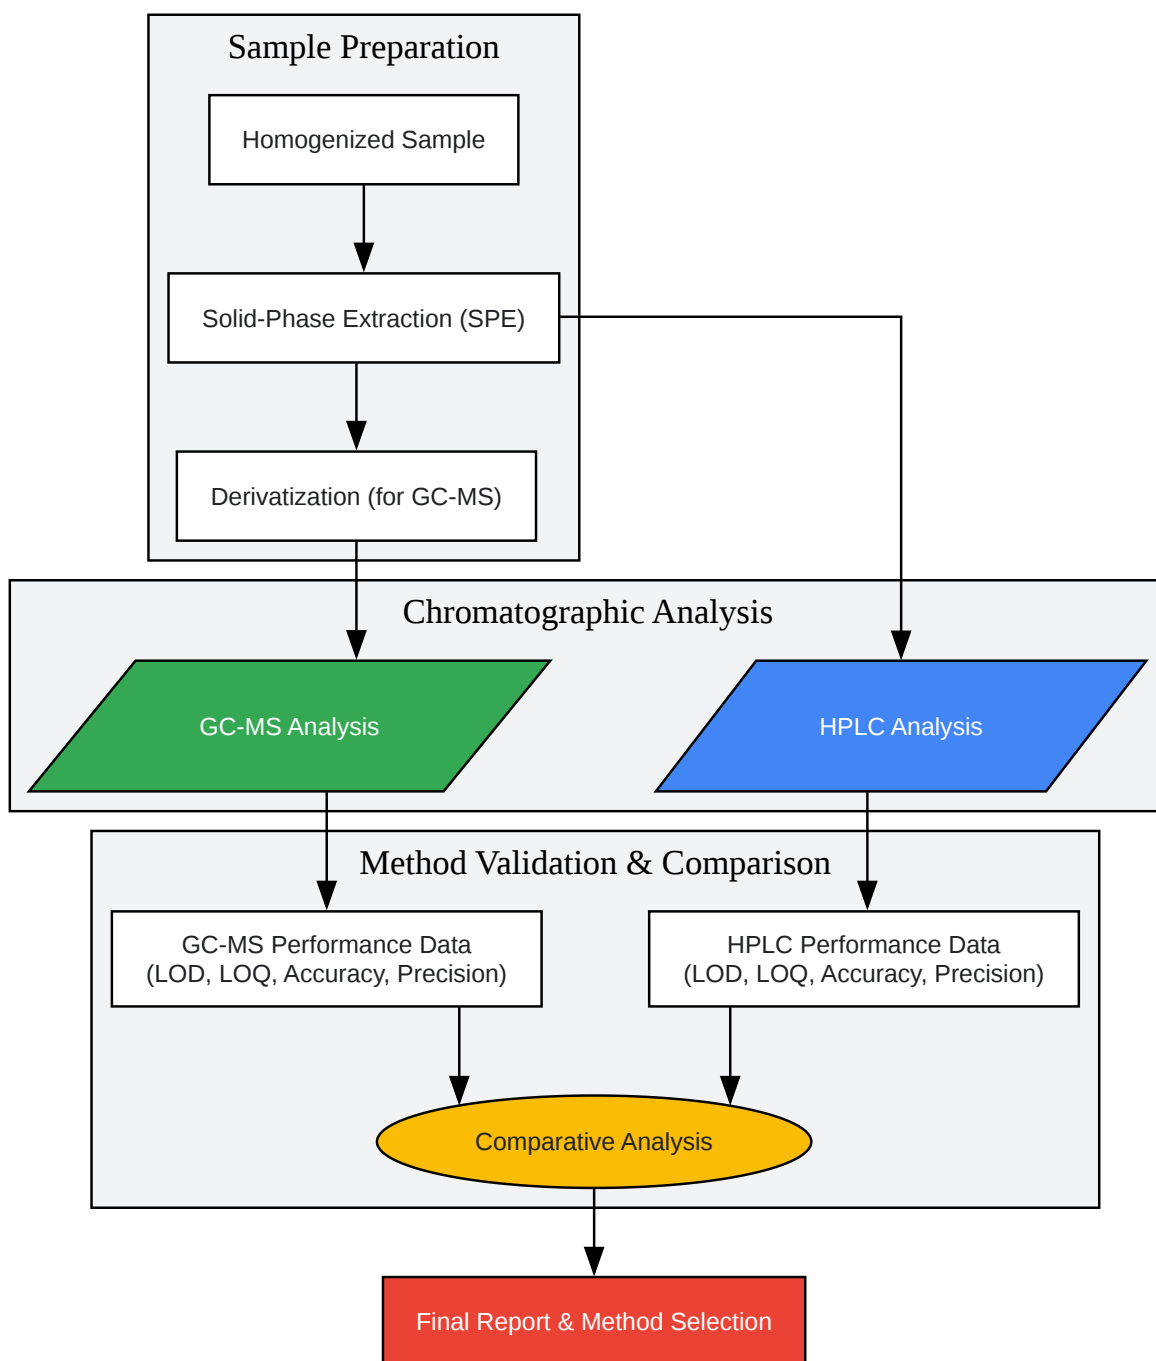 Sample Preparation
Homogenized Sample
Solid-Phase Extraction (SPE)
Derivatization (for GC-MS)
Chromatographic Analysis
GC-MS Analysis
HPLC Analysis
Method Validation & Comparison
GC-MS Performance Data
(LOD, LOQ, Accuracy, Precision)
HPLC Performance Data
(LOD, LOQ, Accuracy, Precision)
Comparative Analysis
Final Report & Method Selection